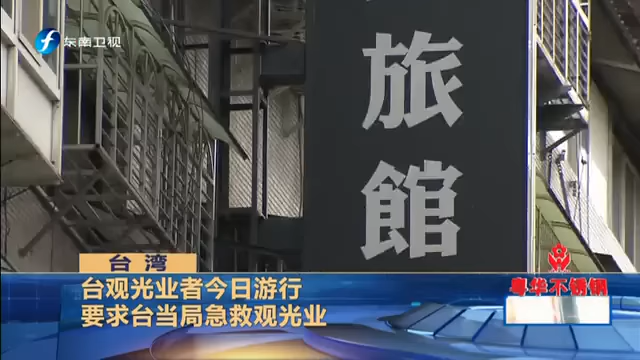 东南卫视
旅
館
台湾
台观光业者今日游行
要求台当局急救观光业
粤华不锈钢